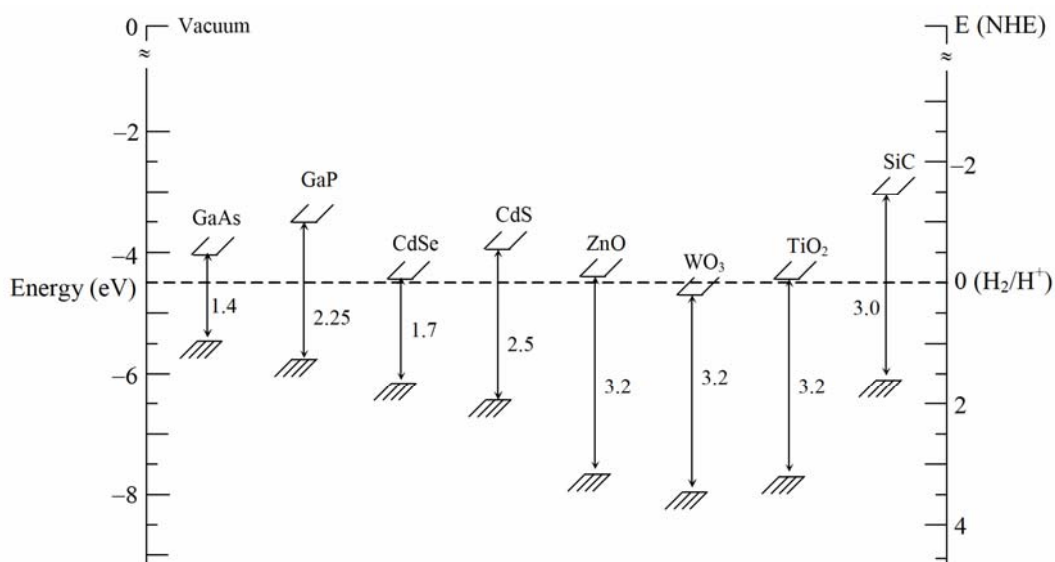 0 Vacuum E (NHE)
≈ ≈
−2
SiC
−2
GaP
GaAs CdS
CdSe ZnO TiO₂
−4
WO₃
Energy (eV) 0 (H₂/H⁺)
1.4 2.25 3.0
1.7 2.5
−6
3.2 3.2 3.2
2
−8
4